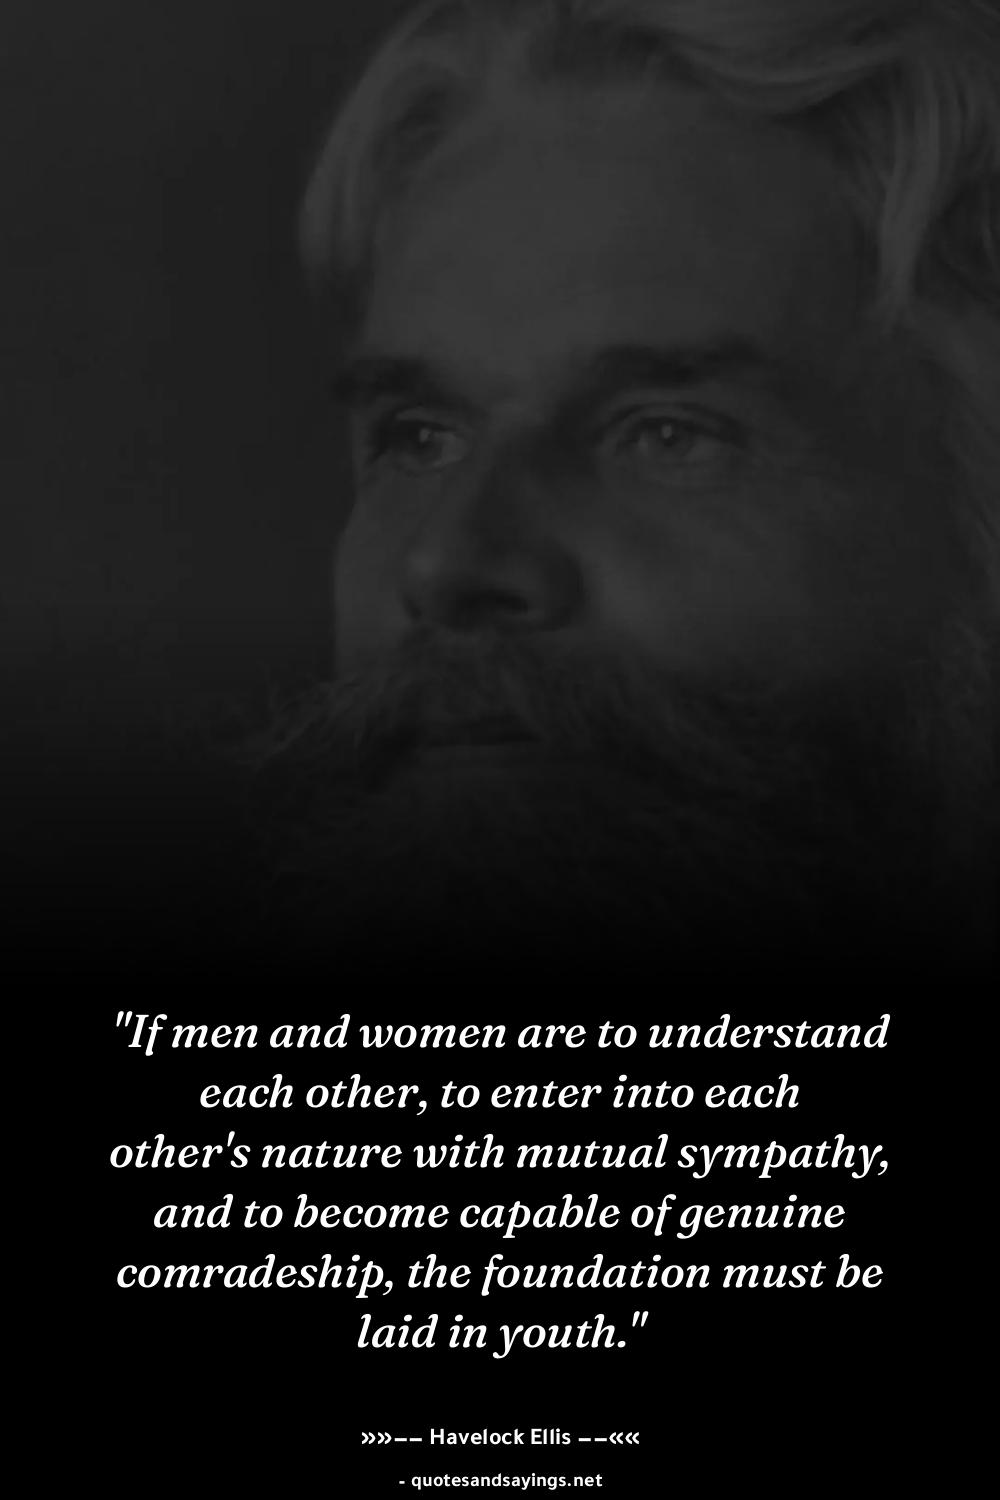 "If men and women are to understand
each other, to enter into each
other's nature with mutual sympathy,
and to become capable of genuine
comradeship, the foundation must be
laid in youth."
»»−− Havelock Ellis −−««
- quotesandsayings.net